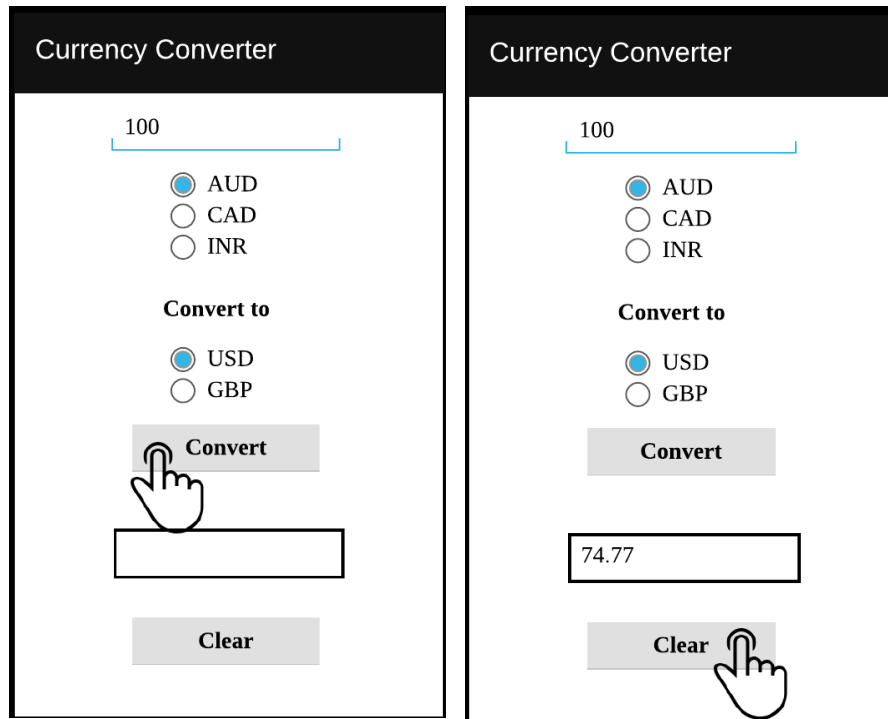 Currency Converter
100
AUD
CAD
INR
Convert to
USD
GBP
Convert
Clear
Currency Converter
100
AUD
CAD
INR
Convert to
USD
GBP
Convert
74.77
Clear